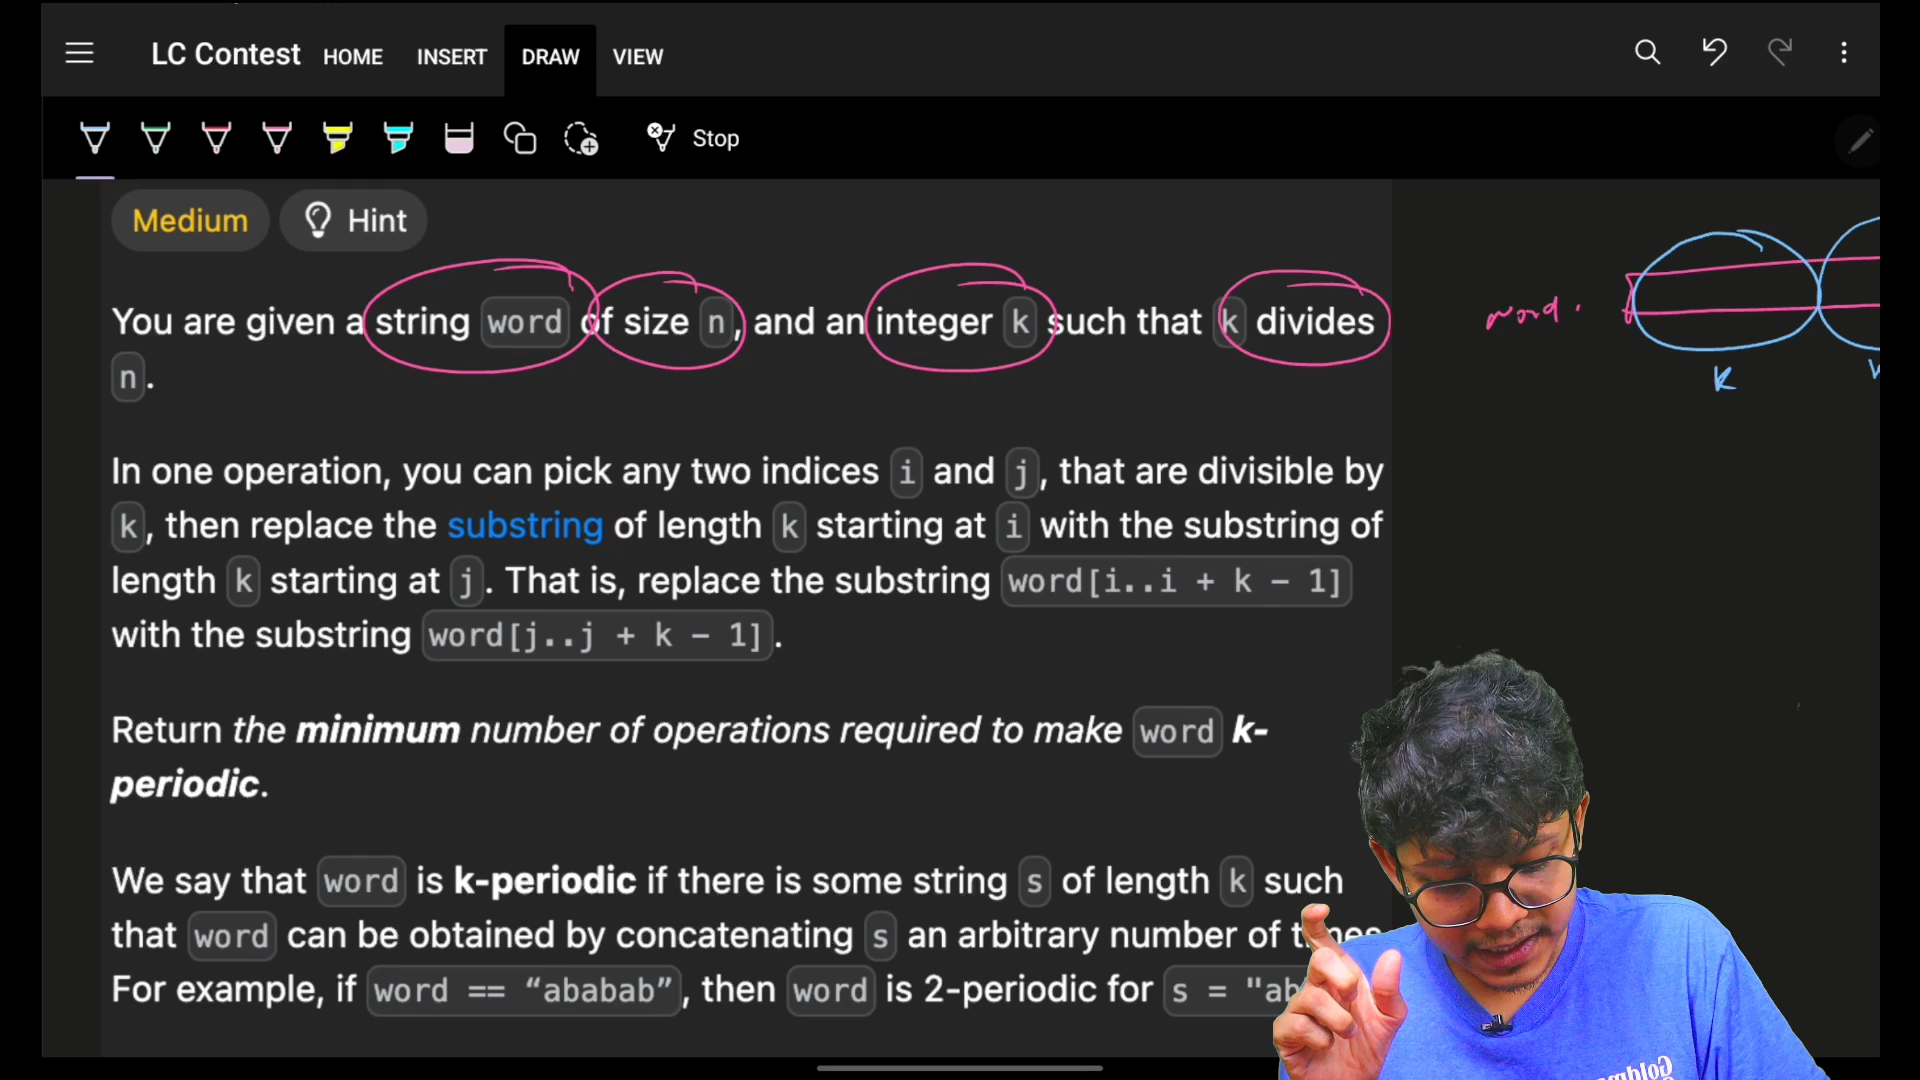 LC Contest HOME INSERT DRAW VIEW
Stop
Medium Hint
You are given a string word of size n, and an integer k such that k divides
n.
word.
K
In one operation, you can pick any two indices i and j, that are divisible by
k, then replace the substring of length k starting at i with the substring of
length k starting at j. That is, replace the substring word[i..i + k - 1]
with the substring word[j..j + k - 1].
Return the minimum number of operations required to make word k-
periodic.
We say that word is k-periodic if there is some string s of length k such
that word can be obtained by concatenating s an arbitrary number of
For example, if word == “ababab”, then word is 2-periodic for s = "ab